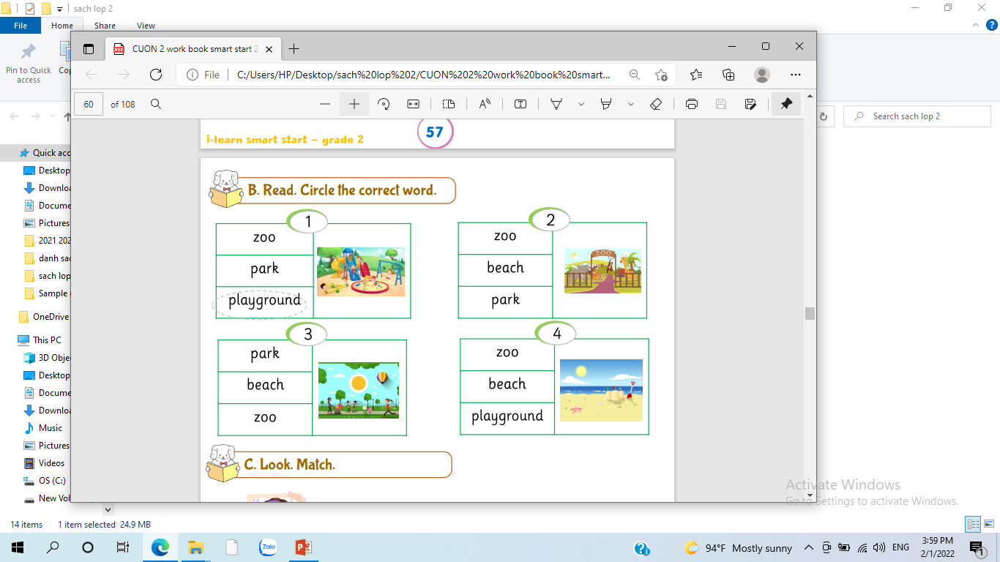 sach lop 2
File Home Share View
Pin to Quick
access
CUON 2 work book smart start 2
File C:/Users/HP/Desktop/sach%20lop%202/CUON%202%20work%20book%20smart...
60 of 108
Search sach lop 2
Quick acc
Desktop
Downloa
Docume
Pictures
2021 202
danh sa
sach lop
Sample
OneDrive
This PC
3D Obje
Desktop
Docume
Downloa
Music
Pictures
Videos
OS (C:)
New Vol
i-learn smart start – grade 2
57
B. Read. Circle the correct word.
1
zoo
park
playground
2
zoo
beach
park
ZOO
3
park
beach
zoo
4
zoo
beach
playground
C. Look. Match.
Activate Windows
Go to Settings to activate Windows.
14 items 1 item selected 24.9 MB
Zalo
94°F Mostly sunny
ENG
3:59 PM
2/1/2022
1